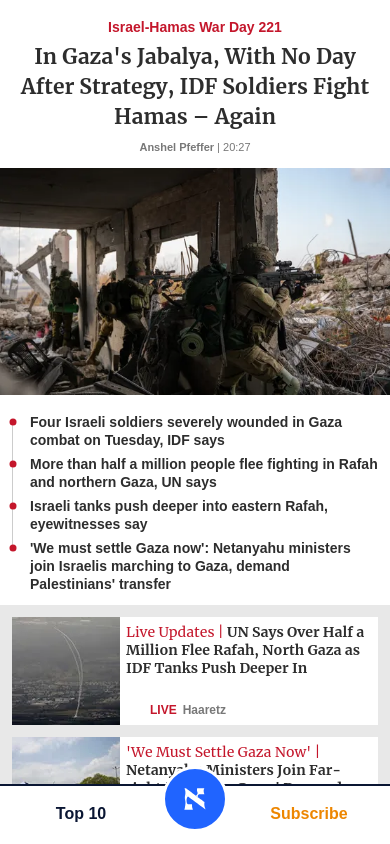 Israel-Hamas War Day 221
In Gaza's Jabalya, With No Day
After Strategy, IDF Soldiers Fight
Hamas – Again
Anshel Pfeffer | 20:27
Four Israeli soldiers severely wounded in Gaza
combat on Tuesday, IDF says
More than half a million people flee fighting in Rafah
and northern Gaza, UN says
Israeli tanks push deeper into eastern Rafah,
eyewitnesses say
'We must settle Gaza now': Netanyahu ministers
join Israelis marching to Gaza, demand
Palestinians' transfer
Live Updates | UN Says Over Half a
Million Flee Rafah, North Gaza as
IDF Tanks Push Deeper In
LIVE Haaretz
'We Must Settle Gaza Now' |
Netanyahu Ministers Join Far-
Top 10
Subscribe